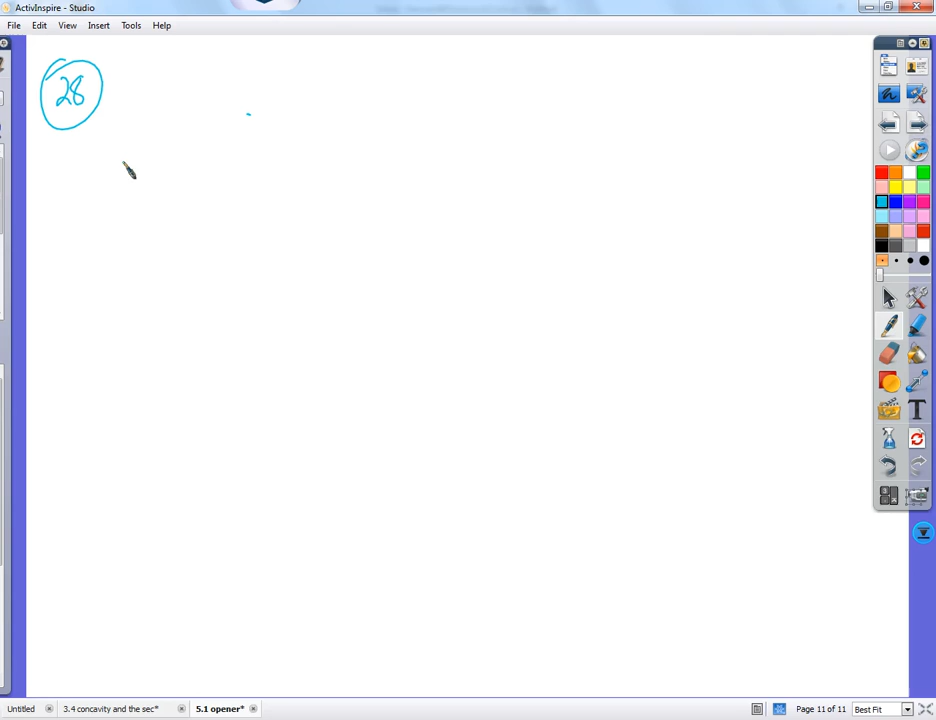 ActivInspire - Studio
File Edit View Insert Tools Help
28
T
Untitled 3.4 concavity and the sec* 5.1 opener* Page 11 of 11 Best Fit